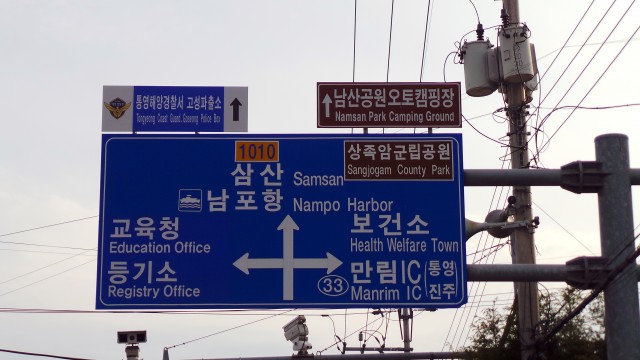 통영해양경찰서 고성파출소
Tongyeong Coast Guard. Goseong Police Box
남산공원오토캠핑장
Namsan Park Camping Ground
1010
상족암군립공원
Sangjogam County Park
삼산 Samsan
남포항 Nampo Harbor
교육청
Education Office
등기소
Registry Office
보건소
Health Welfare Town
33
만림IC 통영 진주
Manrim IC